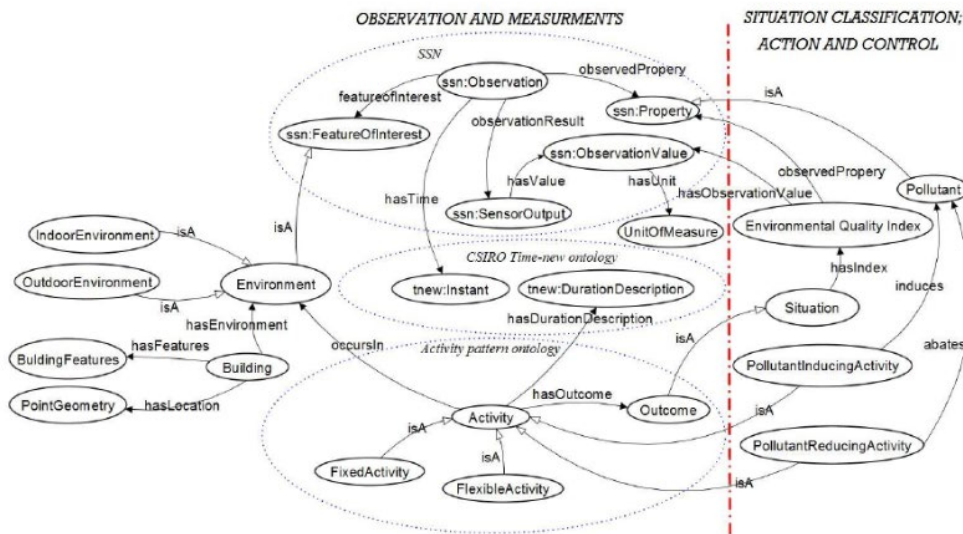 OBSERVATION AND MEASURMENTS
SITUATION CLASSIFICATION;
ACTION AND CONTROL
SSN
ssn:Observation
observedPropery
isA
featureofInterest
ssn:Property
ssn:FeatureOfInterest
observationResult
ssn:ObservationValue
observedPropery
hasValue
hasUnit
hasObservationValue
Pollutant
hasTime
ssn:SensorOutput
isA
isA
IndoorEnvironment
UnitOfMeasure
Environmental Quality Index
CSIRO Time-new ontology
hasIndex
OutdoorEnvironment
Environment
tnew:Instant
tnew:DurationDescription
isA
induces
Situation
hasEnvironment
hasDurationDescription
isA
abates
hasFeatures
occursIn
Activity pattern ontology
BuldingFeatures
Building
PollutantInducingActivity
hasOutcome
PointGeometry
hasLocation
Activity
Outcome
isA
isA
PollutantReducingActivity
isA
FixedActivity
FlexibleActivity
isA